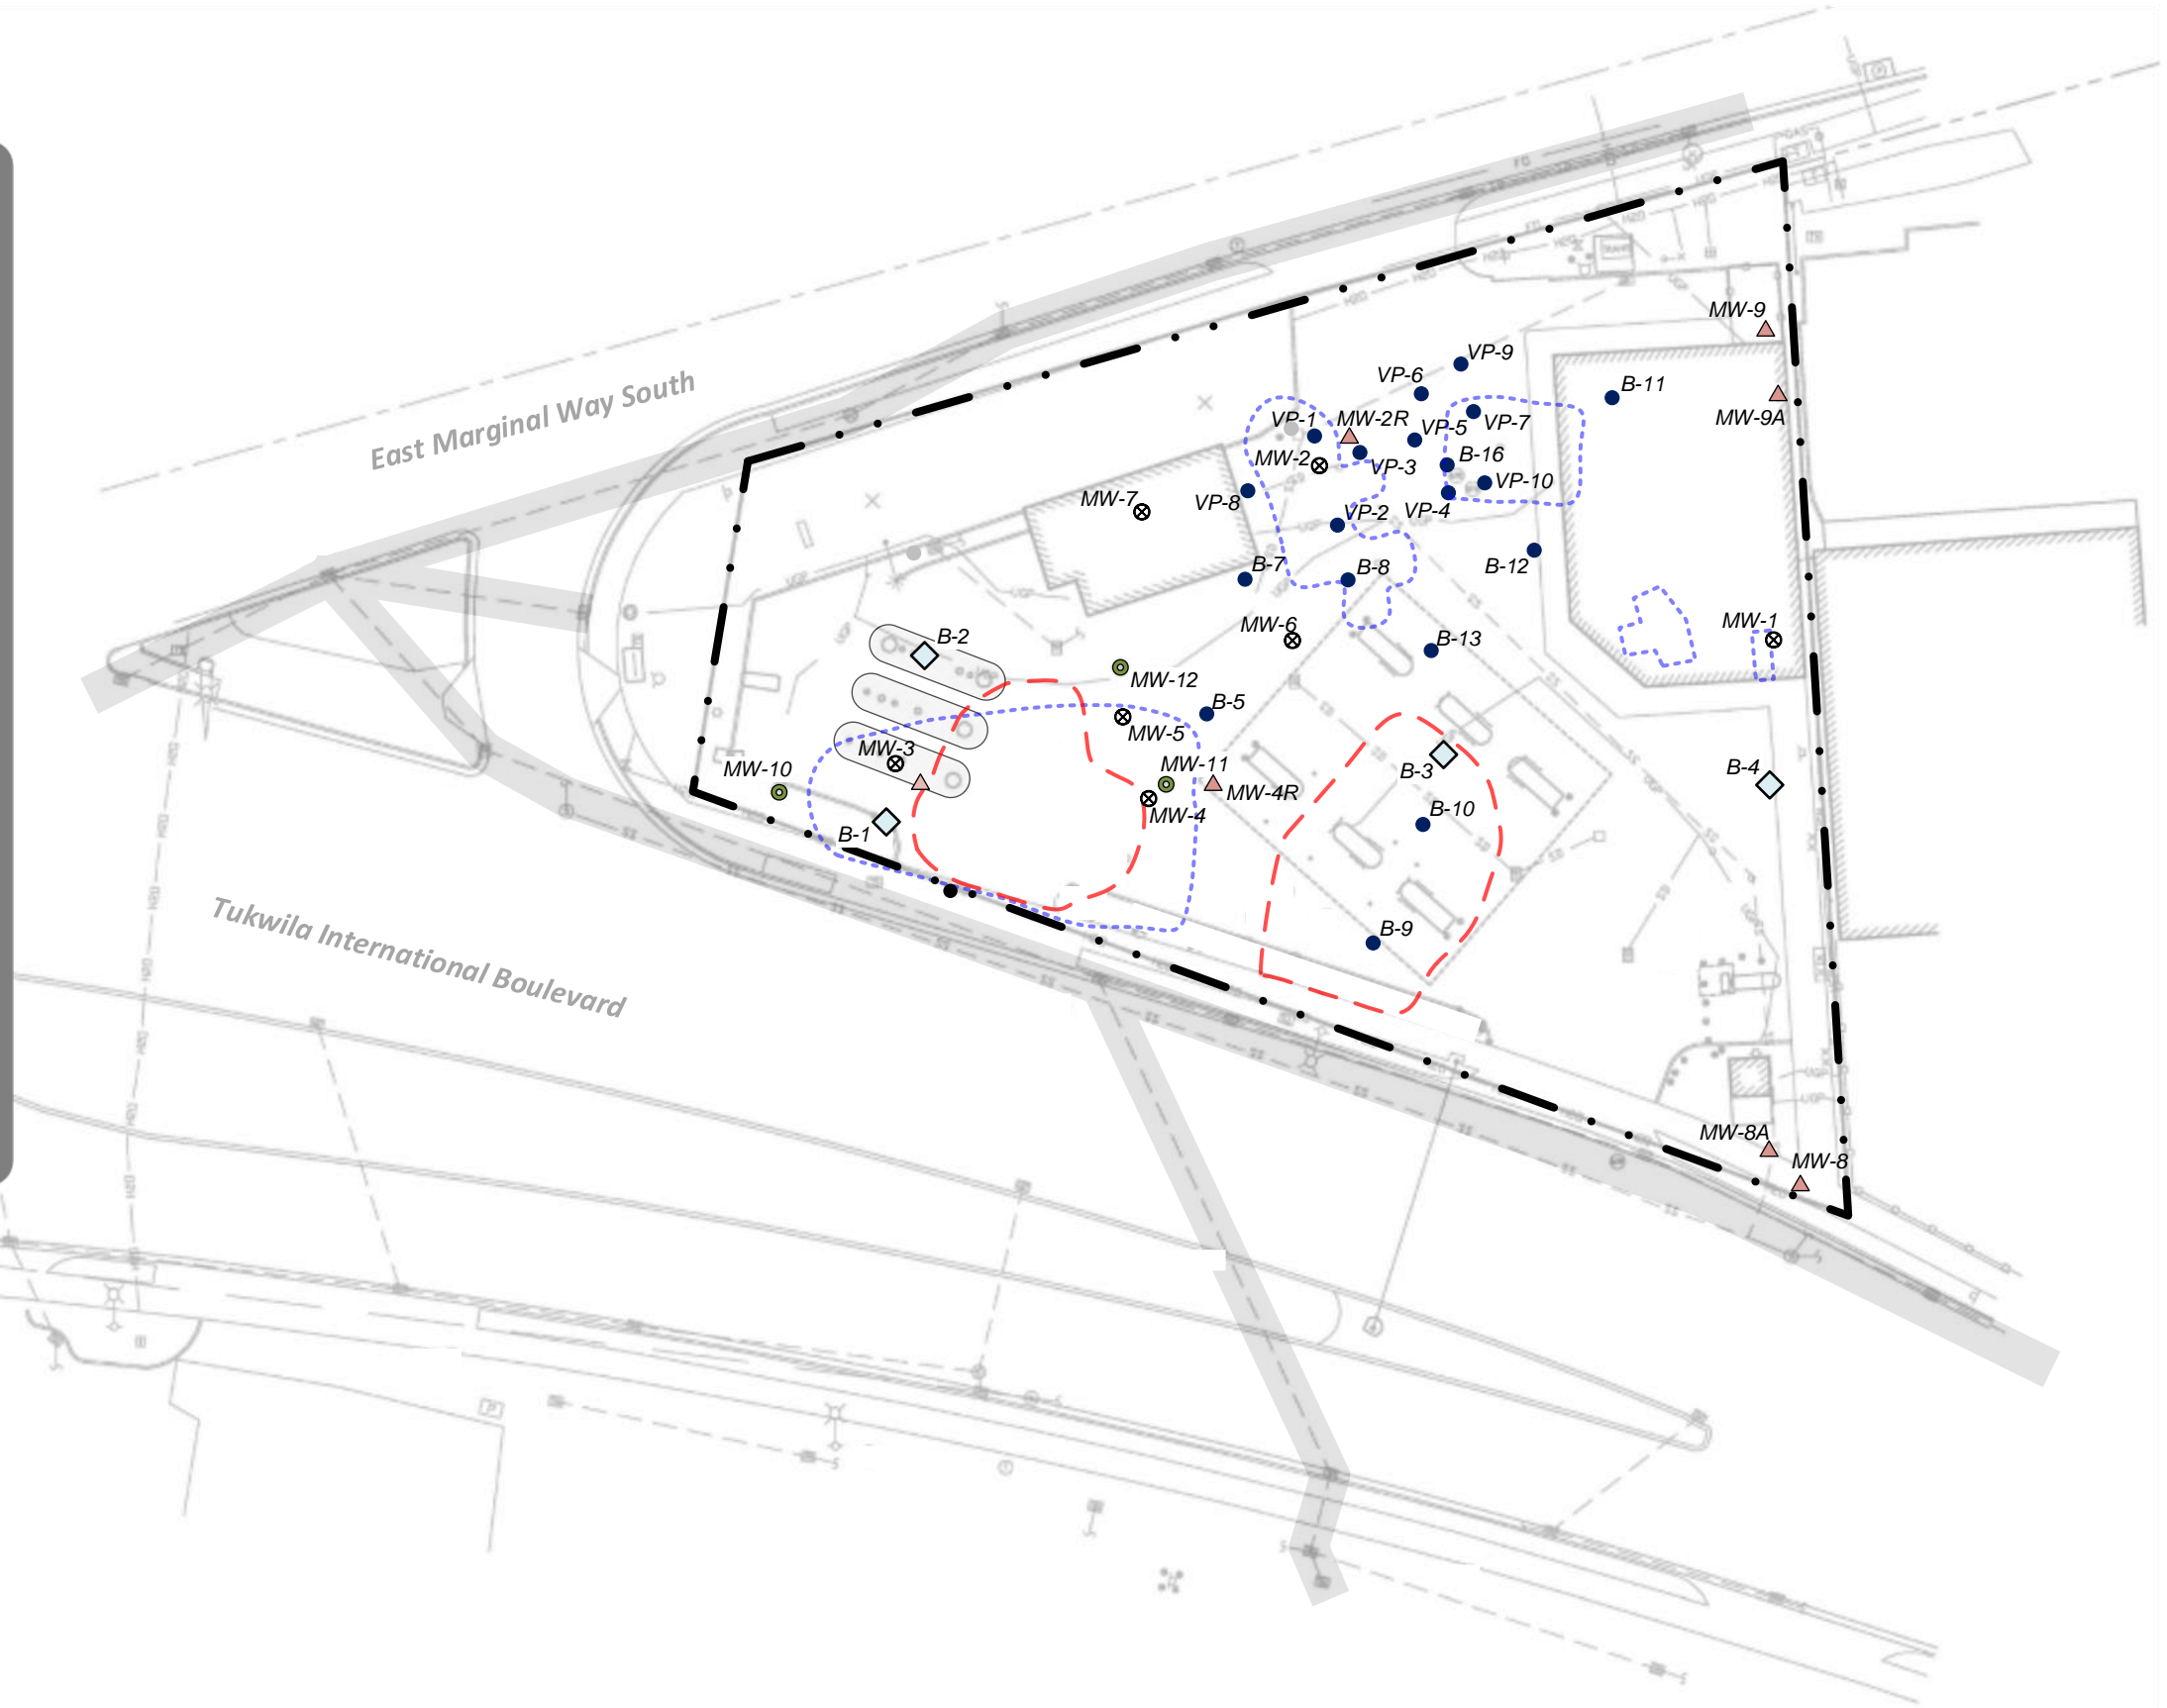 East Marginal Way South
MW-9
VP-9
VP-6
B-11
MW-9A
VP-1
MW-2R
VP-5
VP-7
MW-2
VP-3
B-16
VP-10
MW-7
VP-8
VP-2
VP-4
B-7
B-8
B-12
MW-6
B-13
MW-1
B-2
MW-12
B-5
MW-5
MW-3
MW-10
MW-11
MW-4R
MW-4
B-3
B-4
B-1
B-10
B-9
Tukwila International Boulevard
MW-8A
MW-8